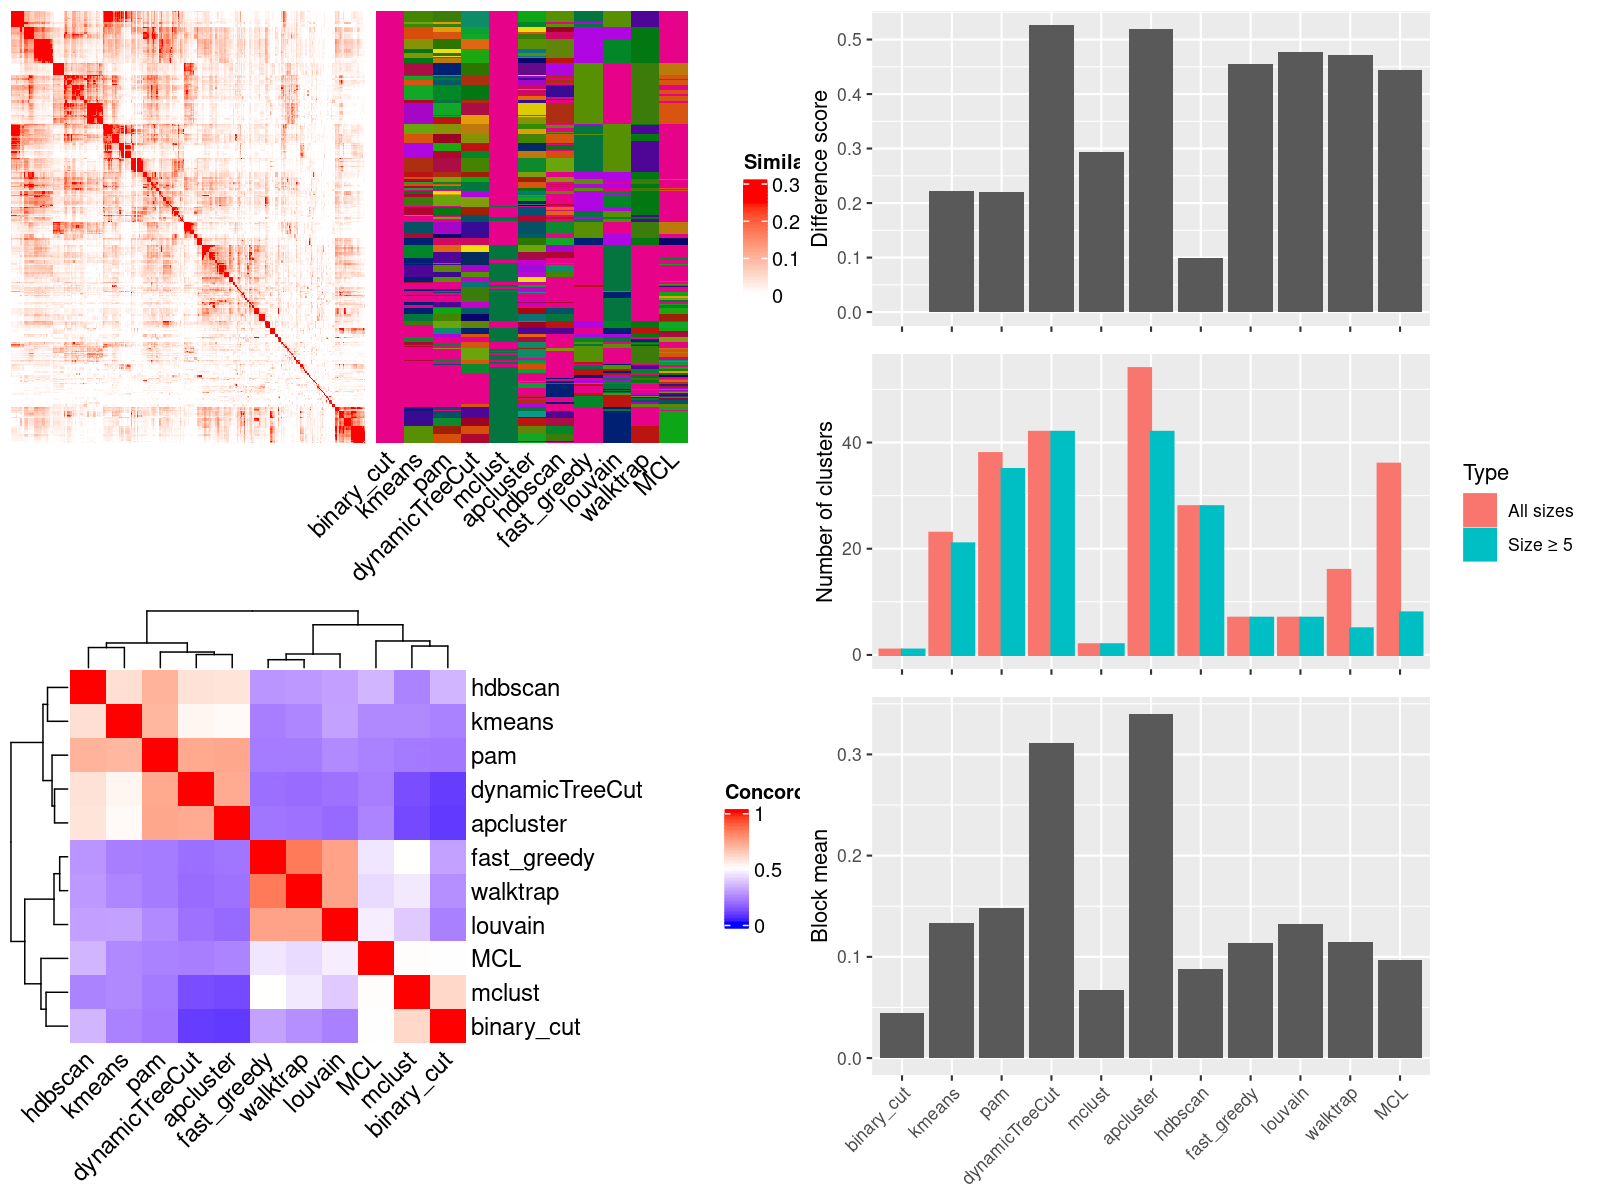 Simila
0.3
0.2
0.1
0
binary_cut
kmeans
pam
dynamicTreeCut
mclust
apcluster
hdbscan
fast_greedy
louvain
walktrap
MCL
hdbscan
kmeans
pam
dynamicTreeCut
apcluster
fast_greedy
walktrap
louvain
MCL
mclust
binary_cut
hdbscan
kmeans
pam
dynamicTreeCut
apcluster
fast_greedy
walktrap
louvain
MCL
mclust
binary_cut
Concord
1
0.5
0
Difference score
0.5
0.4
0.3
0.2
0.1
0.0
Number of clusters
40
20
0
Type
All sizes
Size ≥ 5
Block mean
0.3
0.2
0.1
0.0
binary_cut
kmeans
pam
dynamicTreeCut
mclust
apcluster
hdbscan
fast_greedy
louvain
walktrap
MCL